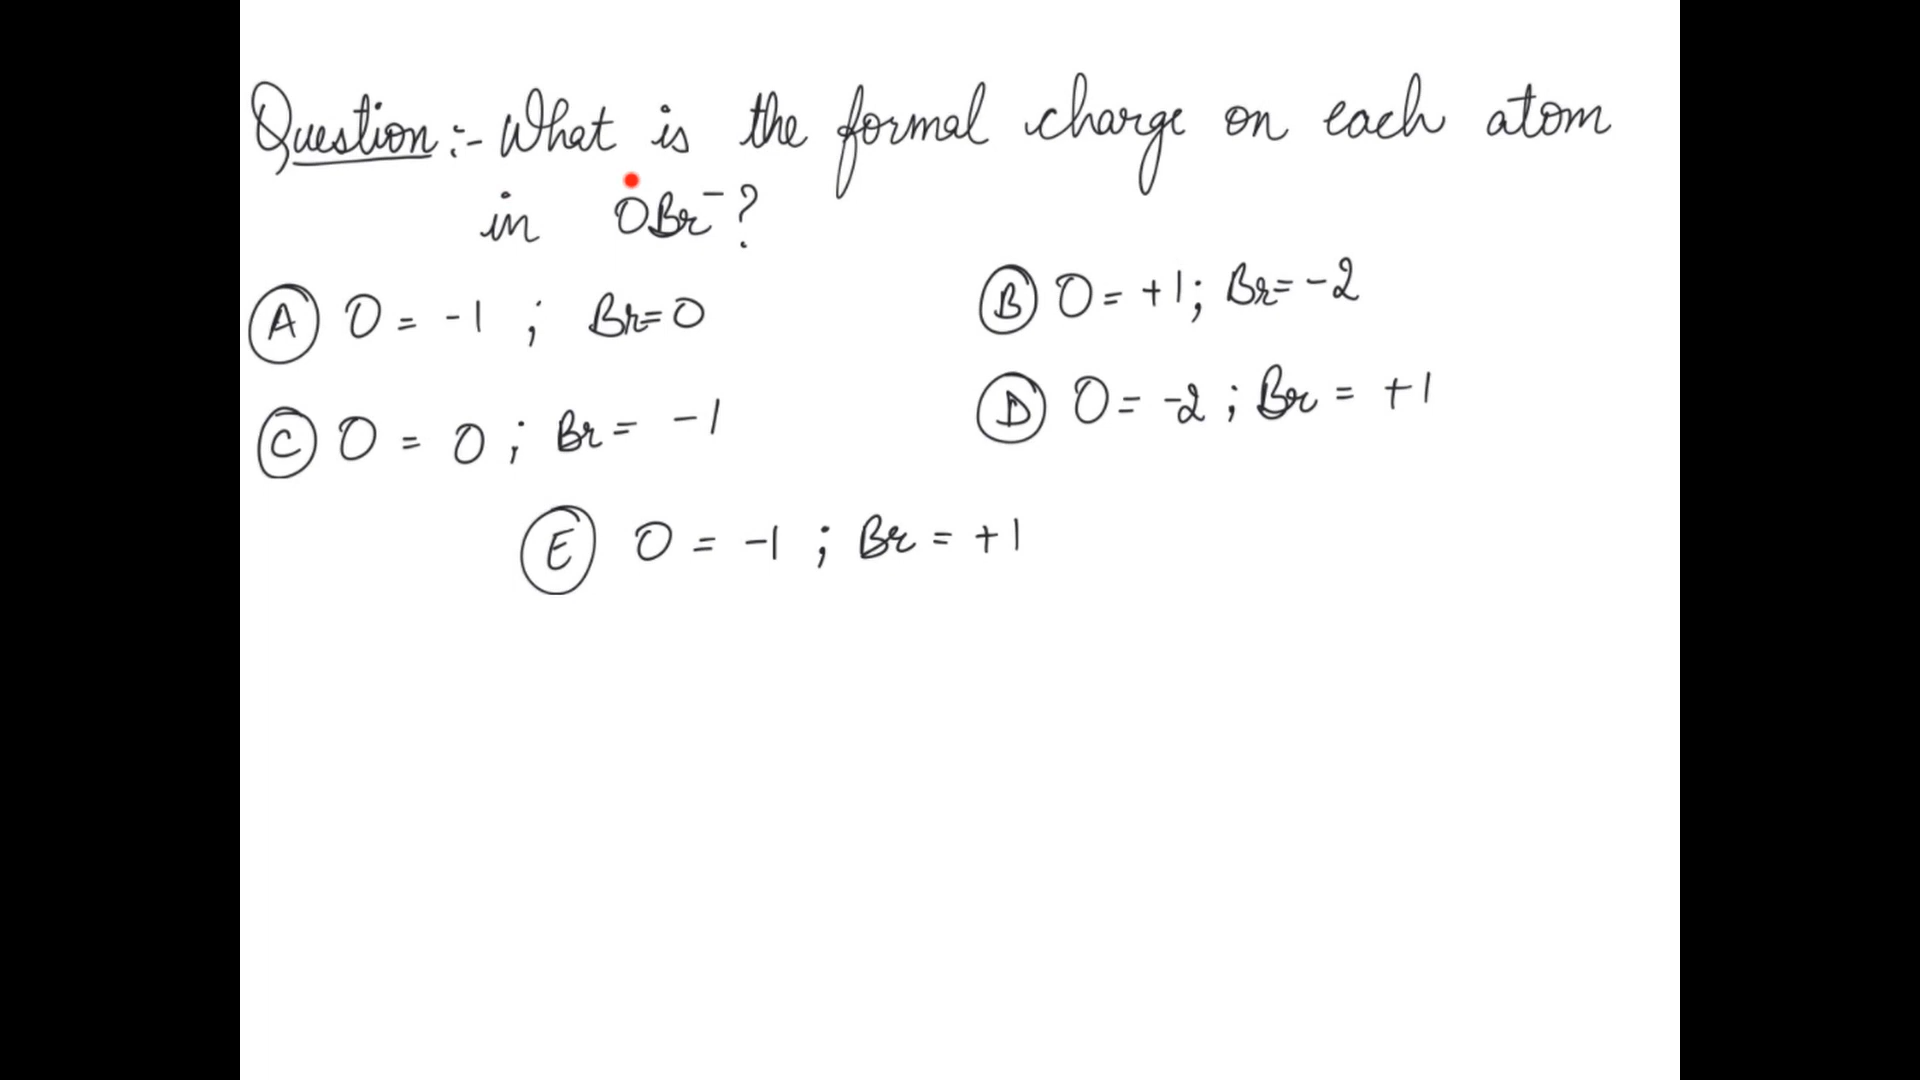 Question:- What is the formal charge on each atom
in OBr⁻?
(A) O = -1 ; Br = 0
(B) O = +1; Br = -2
(C) O = 0 ; Br = -1
(D) O = -2 ; Br = +1
(E) O = -1 ; Br = +1